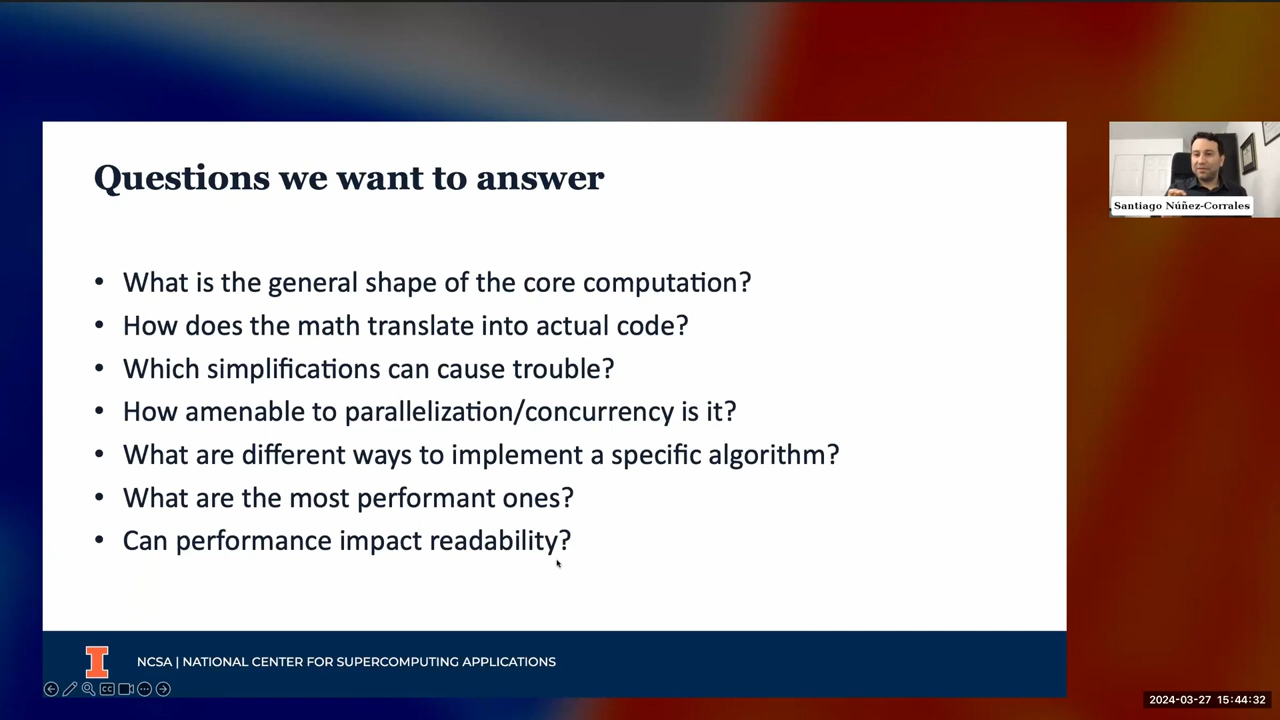 Questions we want to answer
• What is the general shape of the core computation?
• How does the math translate into actual code?
• Which simplifications can cause trouble?
• How amenable to parallelization/concurrency is it?
• What are different ways to implement a specific algorithm?
• What are the most performant ones?
• Can performance impact readability?
Santiago Núñez-Corrales
I NCSA | NATIONAL CENTER FOR SUPERCOMPUTING APPLICATIONS
CC
2024-03-27 15:44:32